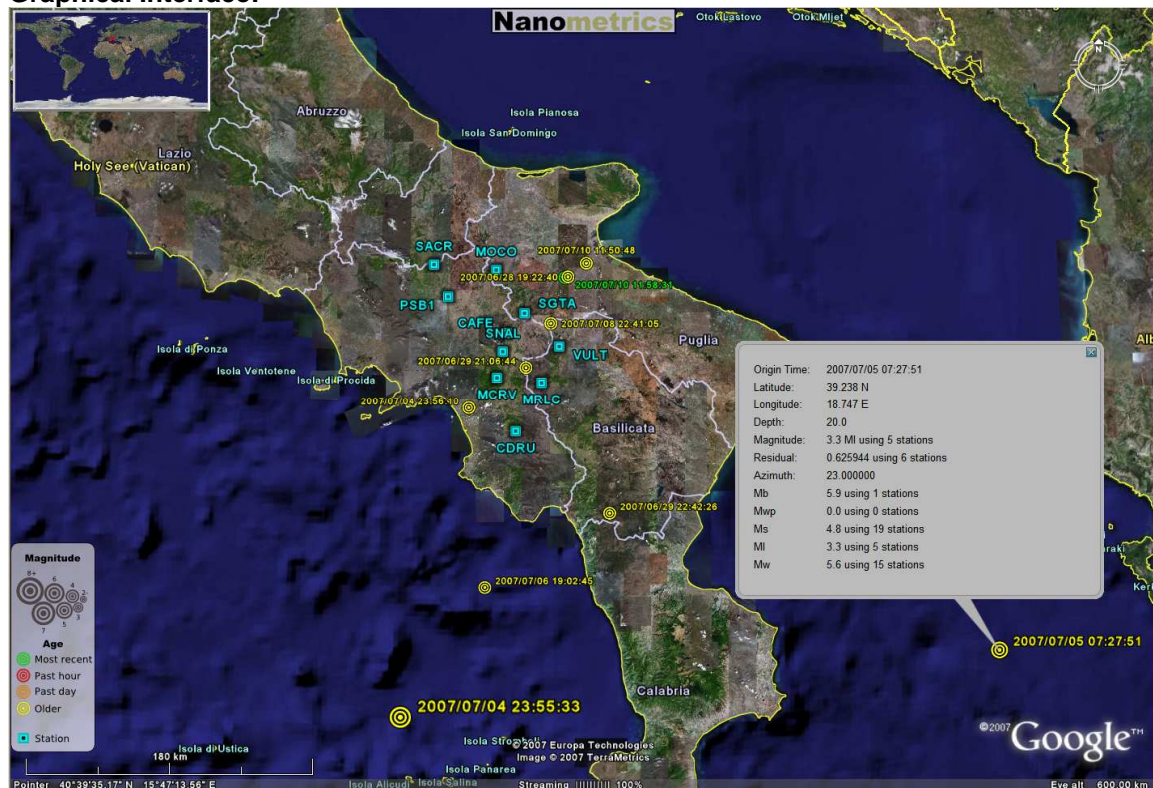 Graphical Interface:
Nanometrics
Otok Lastovo
Otok Mljet
N
Isola Pianosa
Abruzzo
Isola San Domingo
Lazio
Holy See (Vatican)
SACR
MOCO
2007/07/10 11:50:48
2007/06/28 19:22:40
2007/07/10 11:58:31
PSB1
SGTA
CAFE
2007/07/08 22:41:05
SNAL
Puglia
Isola di Ponza
VULT
2007/06/29 21:06:44
Isola Ventotene
Isola di Procida
MCRV
MRLC
2007/07/04 23:56:10
Basilicata
CDRU
Origin Time: 2007/07/05 07:27:51
Latitude: 39.238 N
Longitude: 18.747 E
Depth: 20.0
Magnitude: 3.3 Ml using 5 stations
Residual: 0.625944 using 6 stations
Azimuth: 23.000000
Mb 5.9 using 1 stations
Mwp 0.0 using 0 stations
Ms 4.8 using 19 stations
Ml 3.3 using 5 stations
Mw 5.6 using 15 stations
2007/06/29 22:42:26
2007/07/06 19:02:45
2007/07/05 07:27:51
Magnitude
8+ 6 4 2-
7 5 3
Age
Most recent
Past hour
Past day
Older
Station
Calabria
2007/07/04 23:55:33
Isola Stromboli
© 2007 Europa Technologies
Image © 2007 TerraMetrics
©2007 Google™
Isola di Ustica
180 km
Isola Panarea
Isola Alicudi
Isola Salina
Pointer 40°39'35.17" N 15°47'13.56" E
Streaming |||||||||| 100%
Eye alt 600.00 km